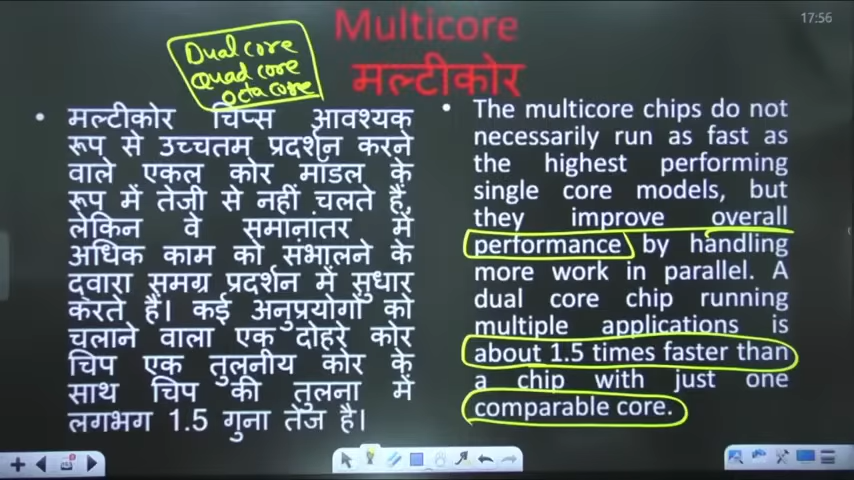 17:56
Multicore
मल्टीकोर
Dual core
Quad core
octa core
• मल्टीकोर चिप्स आवश्यक
रूप से उच्चतम प्रदर्शन करने
वाले एकल कोर मॉडल के
रूप में तेजी से नहीं चलते हैं,
लेकिन वे समानांतर में
अधिक काम को संभालने के
द्वारा समग्र प्रदर्शन में सुधार
करते हैं। कई अनुप्रयोगों को
चलाने वाला एक दोहरे कोर
चिप एक तुलनीय कोर के
साथ चिप की तुलना में
लगभग 1.5 गुना तेज है।
• The multicore chips do not
necessarily run as fast as
the highest performing
single core models, but
they improve overall
performance by handling
more work in parallel. A
dual core chip running
multiple applications is
about 1.5 times faster than
a chip with just one
comparable core.